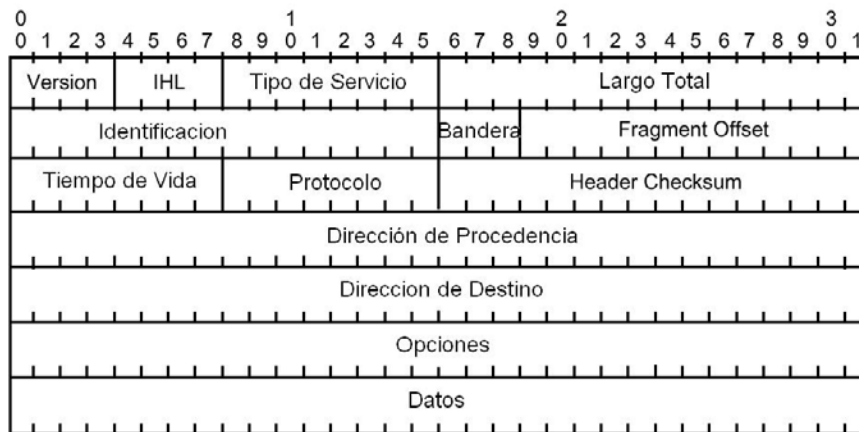 0 1 2 3
0 1 2 3 4 5 6 7 8 9 0 1 2 3 4 5 6 7 8 9 0 1 2 3 4 5 6 7 8 9 0 1
Version IHL Tipo de Servicio Largo Total
Identificacion Bandera Fragment Offset
Tiempo de Vida Protocolo Header Checksum
Dirección de Procedencia
Direccion de Destino
Opciones
Datos